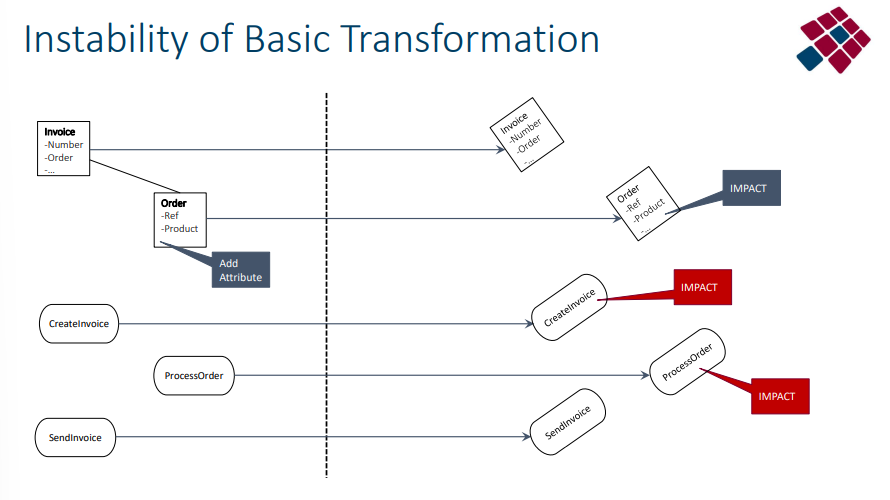 Instability of Basic Transformation
Invoice
-Number
-Order
-...
Order
-Ref
-Product
Add
Attribute
Invoice
-Number
-Order
-...
Order
-Ref
-Product
-...
IMPACT
CreateInvoice
CreateInvoice
IMPACT
ProcessOrder
ProcessOrder
IMPACT
SendInvoice
SendInvoice